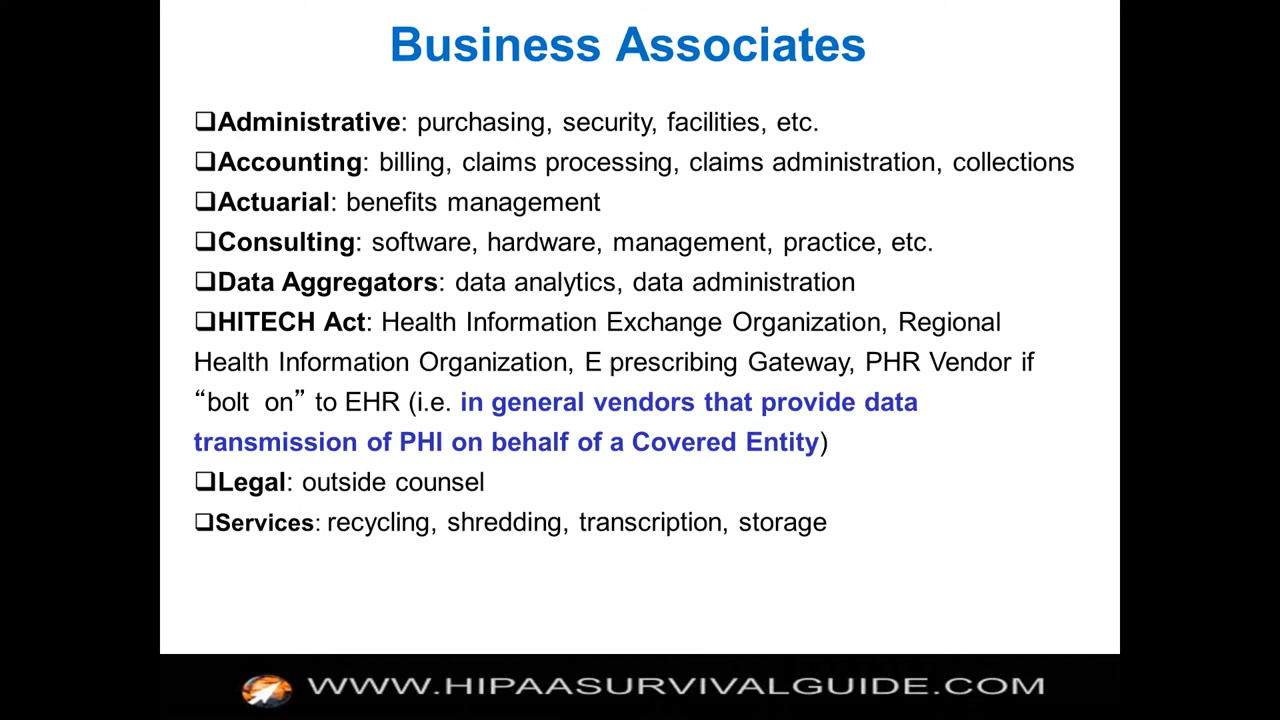 Business Associates
❑Administrative: purchasing, security, facilities, etc.
❑Accounting: billing, claims processing, claims administration, collections
❑Actuarial: benefits management
❑Consulting: software, hardware, management, practice, etc.
❑Data Aggregators: data analytics, data administration
❑HITECH Act: Health Information Exchange Organization, Regional
Health Information Organization, E prescribing Gateway, PHR Vendor if
“bolt on” to EHR (i.e. in general vendors that provide data
transmission of PHI on behalf of a Covered Entity)
❑Legal: outside counsel
❑Services: recycling, shredding, transcription, storage
WWW.HIPAASURVIVALGUIDE.COM